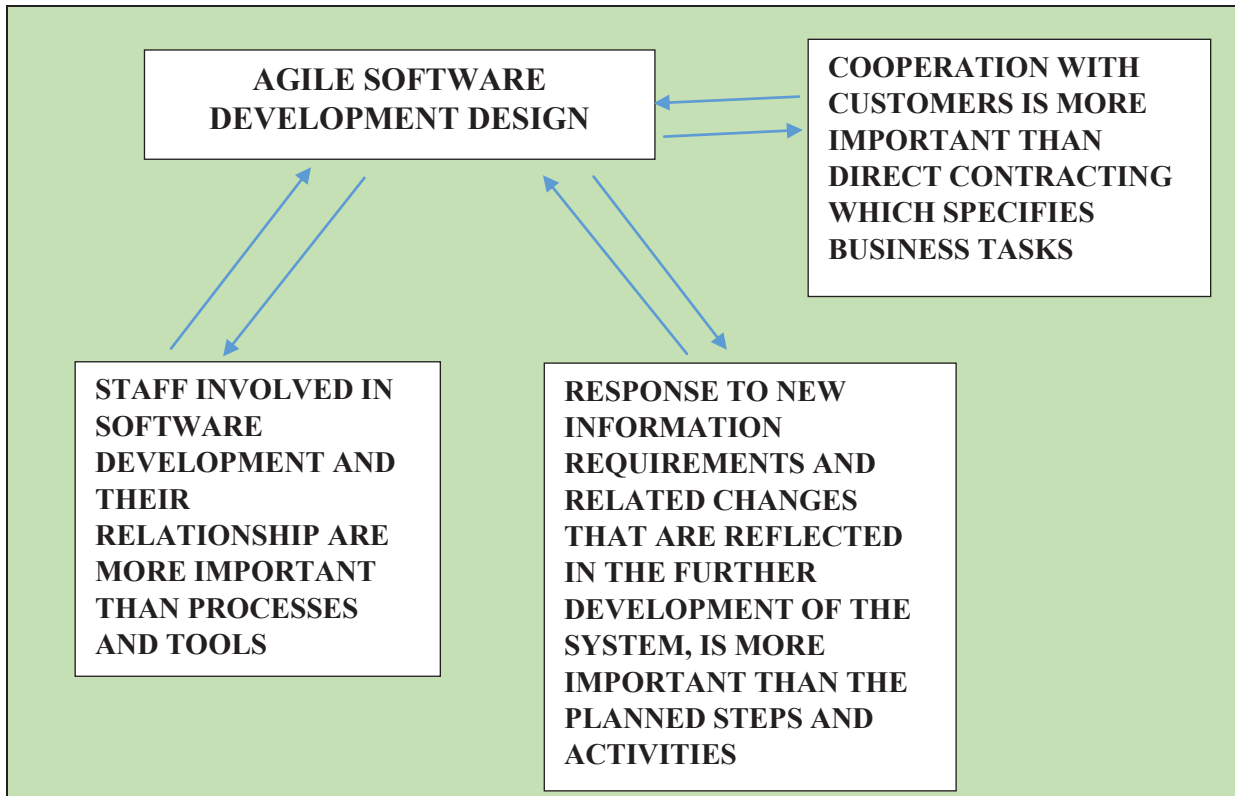 AGILE SOFTWARE
DEVELOPMENT DESIGN
COOPERATION WITH
CUSTOMERS IS MORE
IMPORTANT THAN
DIRECT CONTRACTING
WHICH SPECIFIES
BUSINESS TASKS
STAFF INVOLVED IN
SOFTWARE
DEVELOPMENT AND
THEIR
RELATIONSHIP ARE
MORE IMPORTANT
THAN PROCESSES
AND TOOLS
RESPONSE TO NEW
INFORMATION
REQUIREMENTS AND
RELATED CHANGES
THAT ARE REFLECTED
IN THE FURTHER
DEVELOPMENT OF THE
SYSTEM, IS MORE
IMPORTANT THAN THE
PLANNED STEPS AND
ACTIVITIES